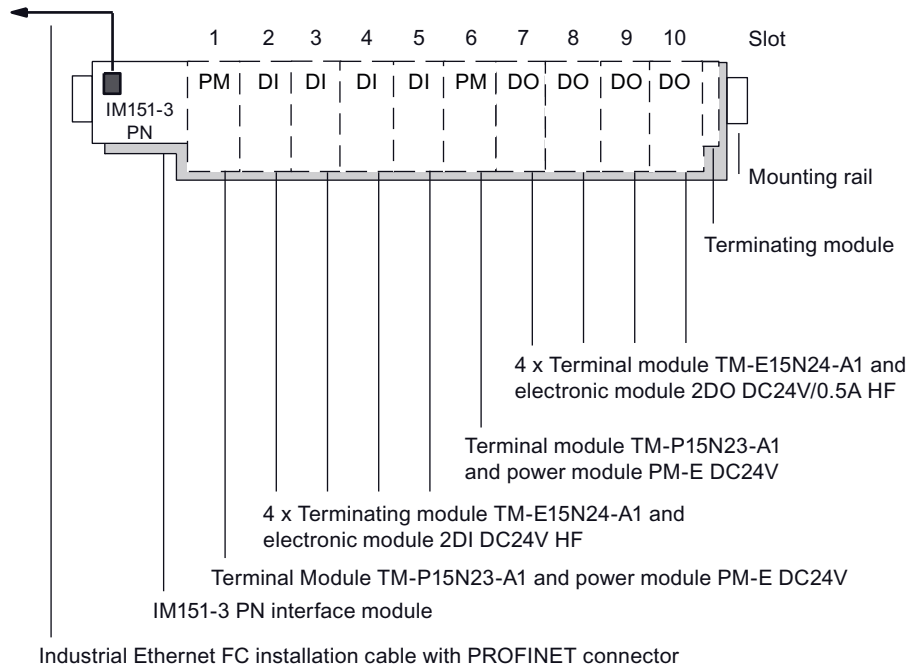 1 2 3 4 5 6 7 8 9 10 Slot
PM DI DI DI DI PM DO DO DO DO
IM151-3
PN
Mounting rail
Terminating module
4 x Terminal module TM-E15N24-A1 and
electronic module 2DO DC24V/0.5A HF
Terminal module TM-P15N23-A1
and power module PM-E DC24V
4 x Terminating module TM-E15N24-A1 and
electronic module 2DI DC24V HF
Terminal Module TM-P15N23-A1 and power module PM-E DC24V
IM151-3 PN interface module
Industrial Ethernet FC installation cable with PROFINET connector